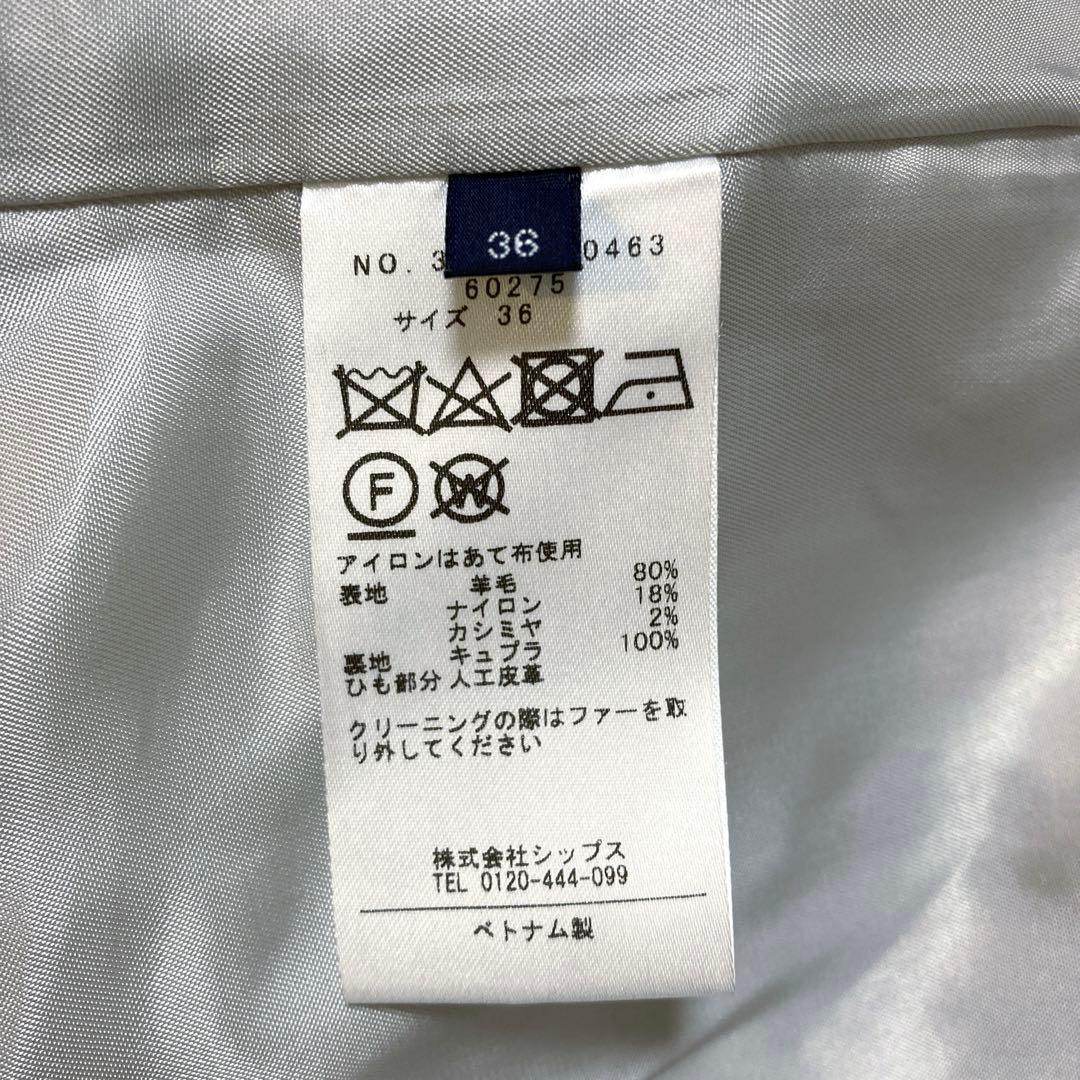 36
NO. 3 0463
60275
サイズ 36
F
W
アイロンはあて布使用
表地 羊毛 80%
ナイロン 18%
カシミヤ 2%
裏地 キュプラ 100%
ひも部分 人工皮革
クリーニングの際はファーを取
り外してください
株式会社シップス
TEL 0120-444-099
ベトナム製